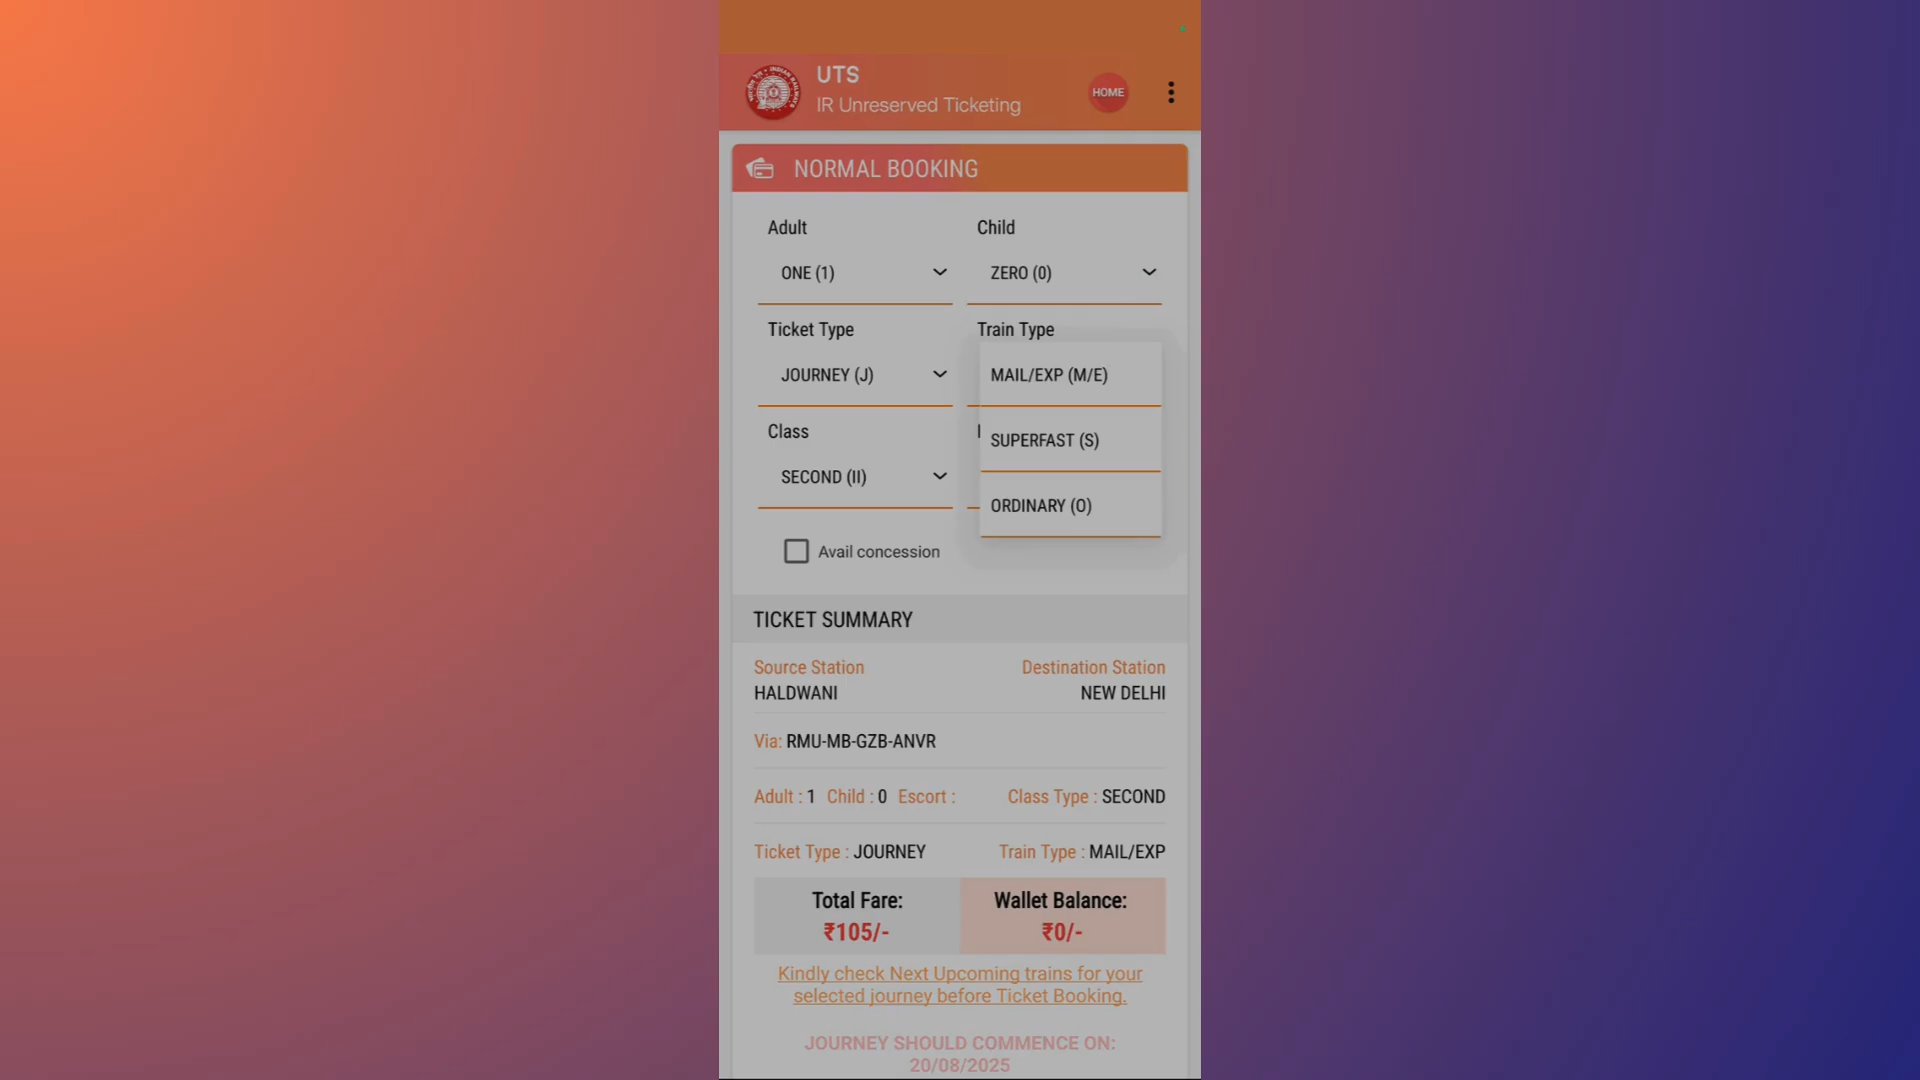 UTS
IR Unreserved Ticketing
HOME
NORMAL BOOKING
Adult
Child
ONE (1)
ZERO (0)
Ticket Type
Train Type
JOURNEY (J)
MAIL/EXP (M/E)
Class
SUPERFAST (S)
SECOND (II)
ORDINARY (O)
Avail concession
TICKET SUMMARY
Source Station
Destination Station
HALDWANI
NEW DELHI
Via: RMU-MB-GZB-ANVR
Adult : 1 Child : 0 Escort :
Class Type : SECOND
Ticket Type : JOURNEY
Train Type : MAIL/EXP
Total Fare:
Wallet Balance:
₹105/-
₹0/-
Kindly check Next Upcoming trains for your
selected journey before Ticket Booking.
JOURNEY SHOULD COMMENCE ON:
20/08/2025